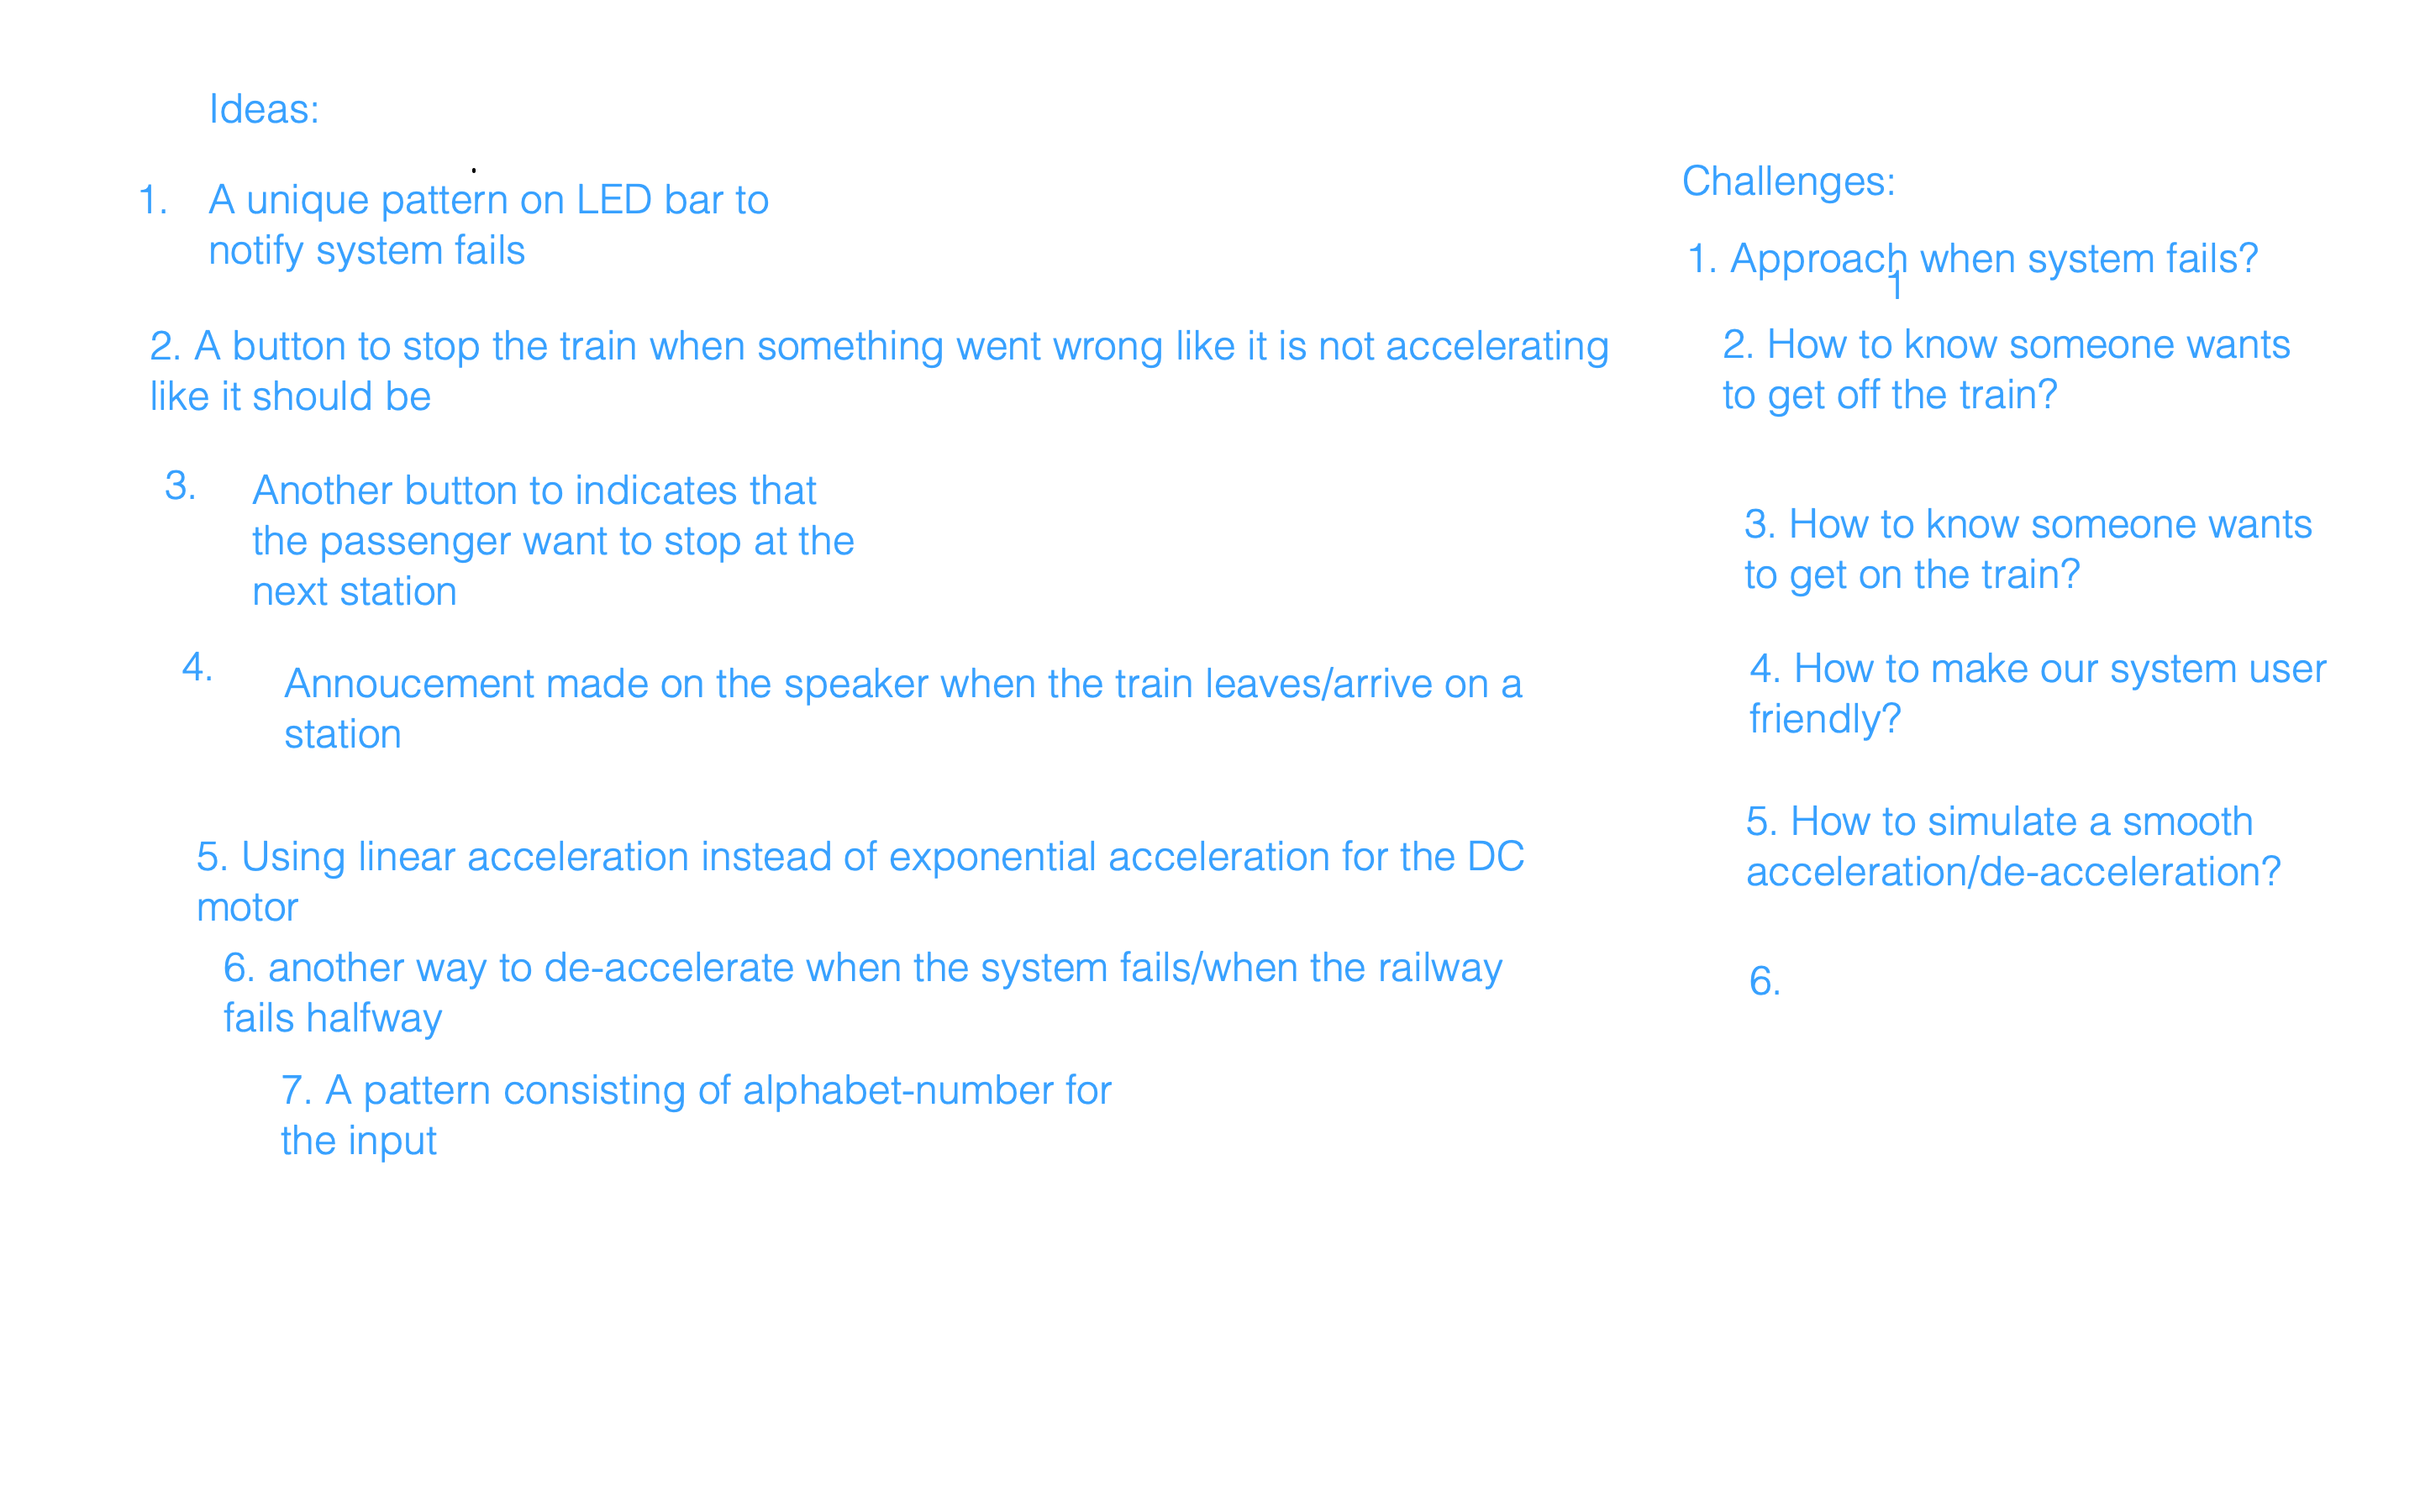 Ideas:
1. A unique pattern on LED bar to
notify system fails
2. A button to stop the train when something went wrong like it is not accelerating
like it should be
3. Another button to indicates that
the passenger want to stop at the
next station
4. Annoucement made on the speaker when the train leaves/arrive on a
station
5. Using linear acceleration instead of exponential acceleration for the DC
motor
6. another way to de-accelerate when the system fails/when the railway
fails halfway
7. A pattern consisting of alphabet-number for
the input
Challenges:
1. Approach when system fails?
1
2. How to know someone wants
to get off the train?
3. How to know someone wants
to get on the train?
4. How to make our system user
friendly?
5. How to simulate a smooth
acceleration/de-acceleration?
6.